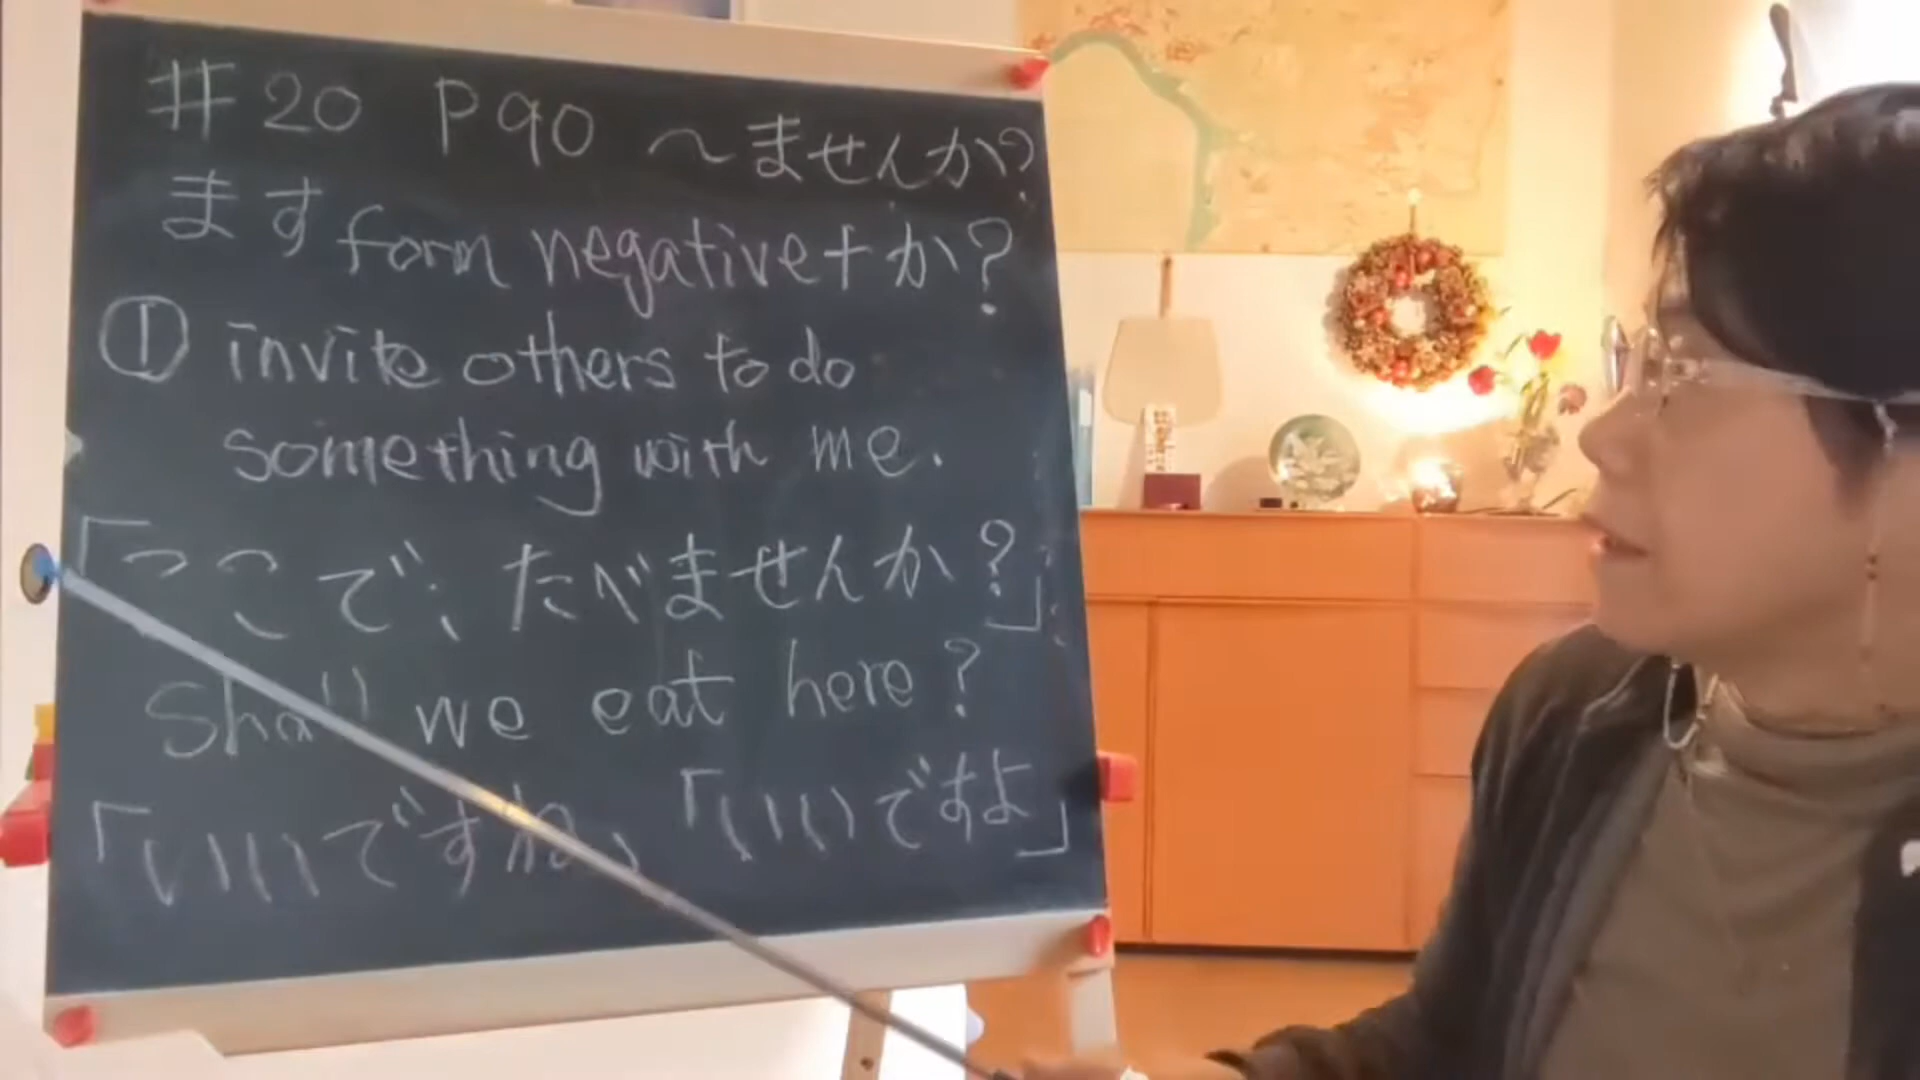 #20 P90 〜ませんか?
ます form negative + か?
① invite others to do
something with me.
「ここで、たべませんか?」
Shall we eat here?
「いいですね」「いいですよ」